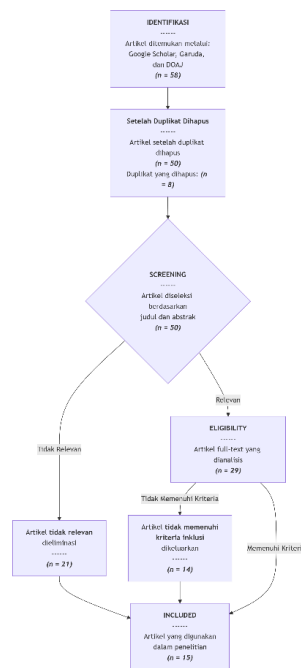 IDENTIFIKASI
------
Artikel ditemukan melalui:
Google Scholar, Garuda,
dan DOAJ
(n = 58)
Setelah Duplikat Dihapus
------
Artikel setelah duplikat
dihapus
(n = 50)
Duplikat yang dihapus: (n
= 8)
SCREENING
------
Artikel diseleksi
berdasarkan
judul dan abstrak
(n = 50)
Relevan
ELIGIBILITY
------
Artikel full-text yang
dianalisis
(n = 29)
Tidak Relevan
Tidak Memenuhi Kriteria
Memenuhi Kriteri
Artikel tidak relevan
dieliminasi
------
(n = 21)
Artikel tidak memenuhi
kriteria inklusi
dikeluarkan
------
(n = 14)
INCLUDED
------
Artikel yang digunakan
dalam penelitian
(n = 15)